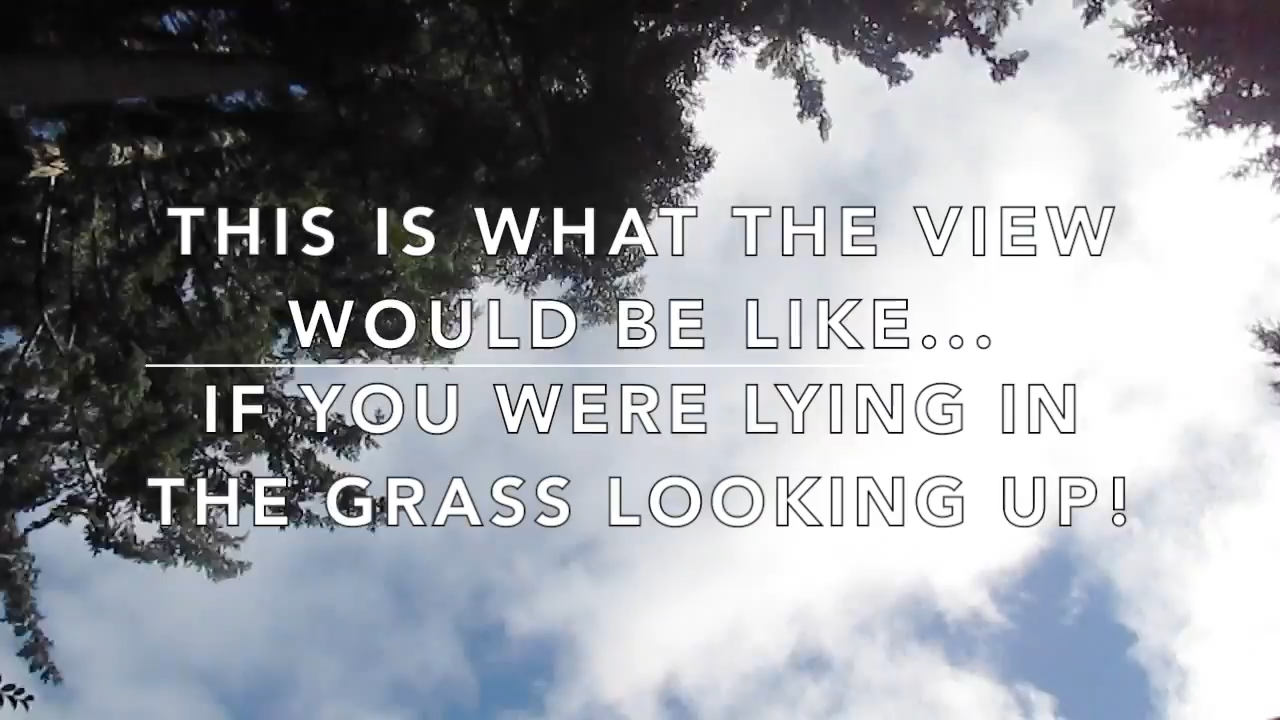 THIS IS WHAT THE VIEW
WOULD BE LIKE...
IF YOU WERE LYING IN
THE GRASS LOOKING UP!